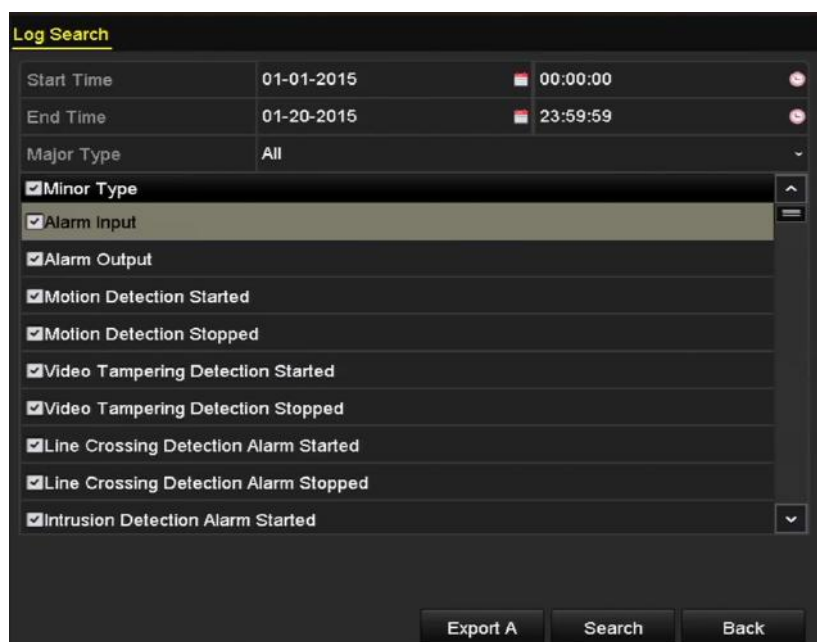 Log Search
Start Time 01-01-2015 00:00:00
End Time 01-20-2015 23:59:59
Major Type All
Minor Type
Alarm Input
Alarm Output
Motion Detection Started
Motion Detection Stopped
Video Tampering Detection Started
Video Tampering Detection Stopped
Line Crossing Detection Alarm Started
Line Crossing Detection Alarm Stopped
Intrusion Detection Alarm Started
Export A Search Back